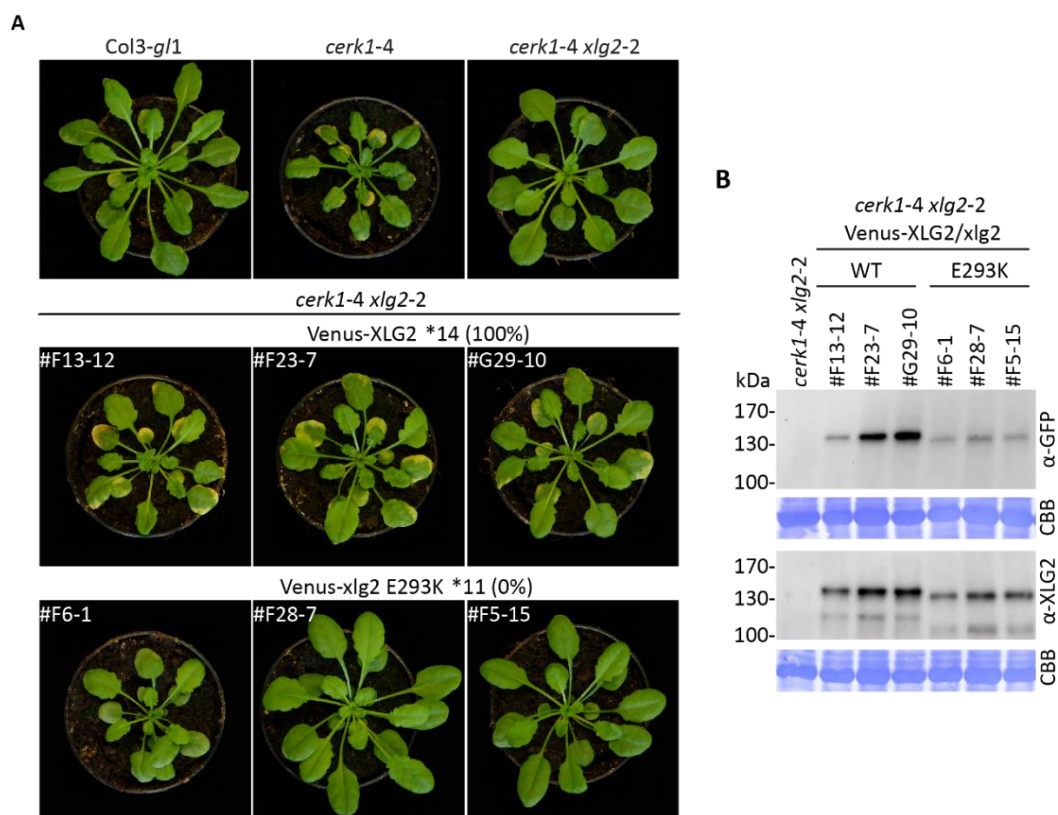 A
Col3-gl1
cerk1-4
cerk1-4 xlg2-2
cerk1-4 xlg2-2
Venus-XLG2 *14 (100%)
#F13-12
#F23-7
#G29-10
Venus-xlg2 E293K *11 (0%)
#F6-1
#F28-7
#F5-15
B
cerk1-4 xlg2-2
Venus-XLG2/xlg2
WT
E293K
cerk1-4 xlg2-2
#F13-12
#F23-7
#G29-10
#F6-1
#F28-7
#F5-15
kDa
170-
130-
100-
α-GFP
CBB
170-
130-
100-
α-XLG2
CBB